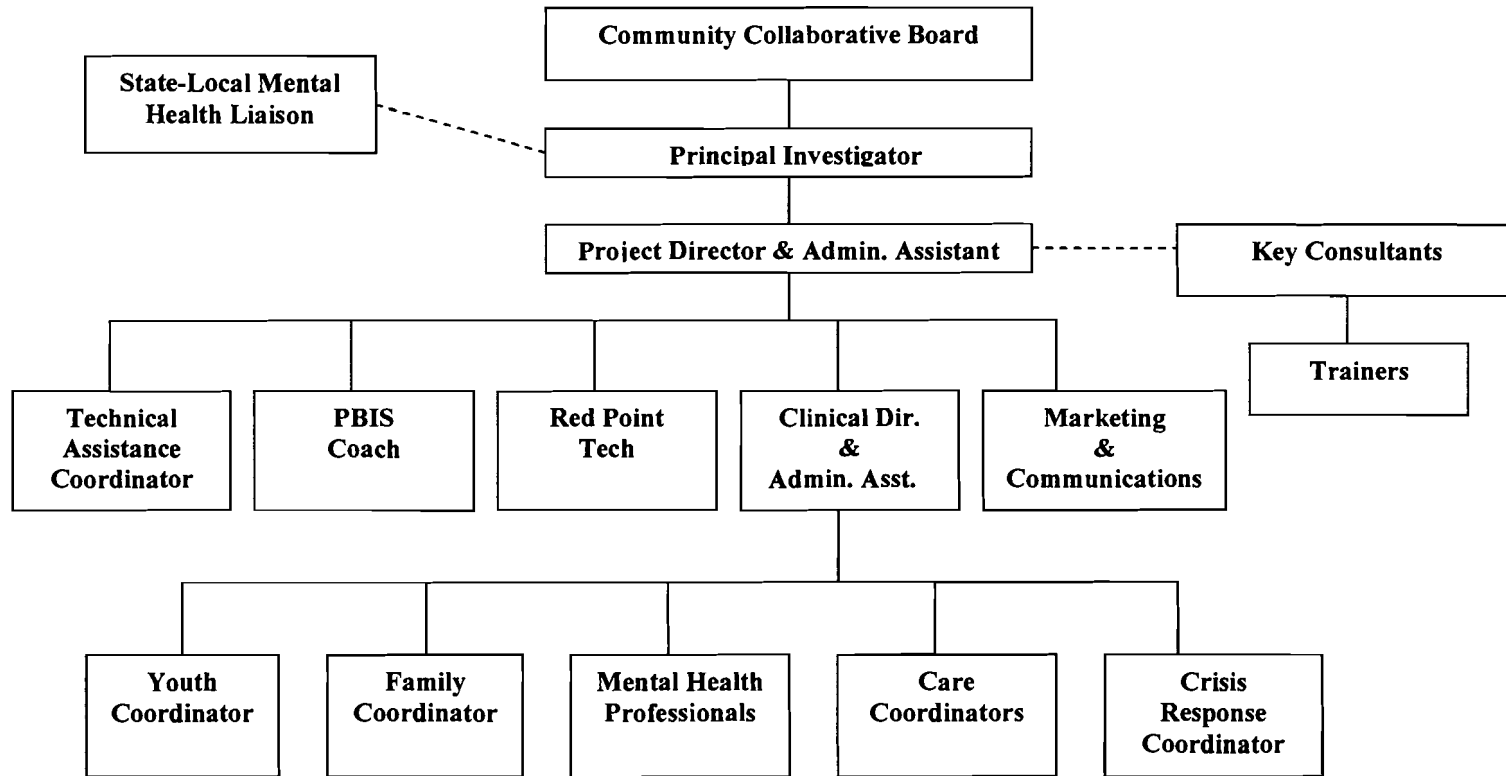 Community Collaborative Board
State-Local Mental
Health Liaison
Principal Investigator
Project Director & Admin. Assistant
Key Consultants
Trainers
Technical
Assistance
Coordinator
PBIS
Coach
Red Point
Tech
Clinical Dir.
&
Admin. Asst.
Marketing
&
Communications
Youth
Coordinator
Family
Coordinator
Mental Health
Professionals
Care
Coordinators
Crisis
Response
Coordinator